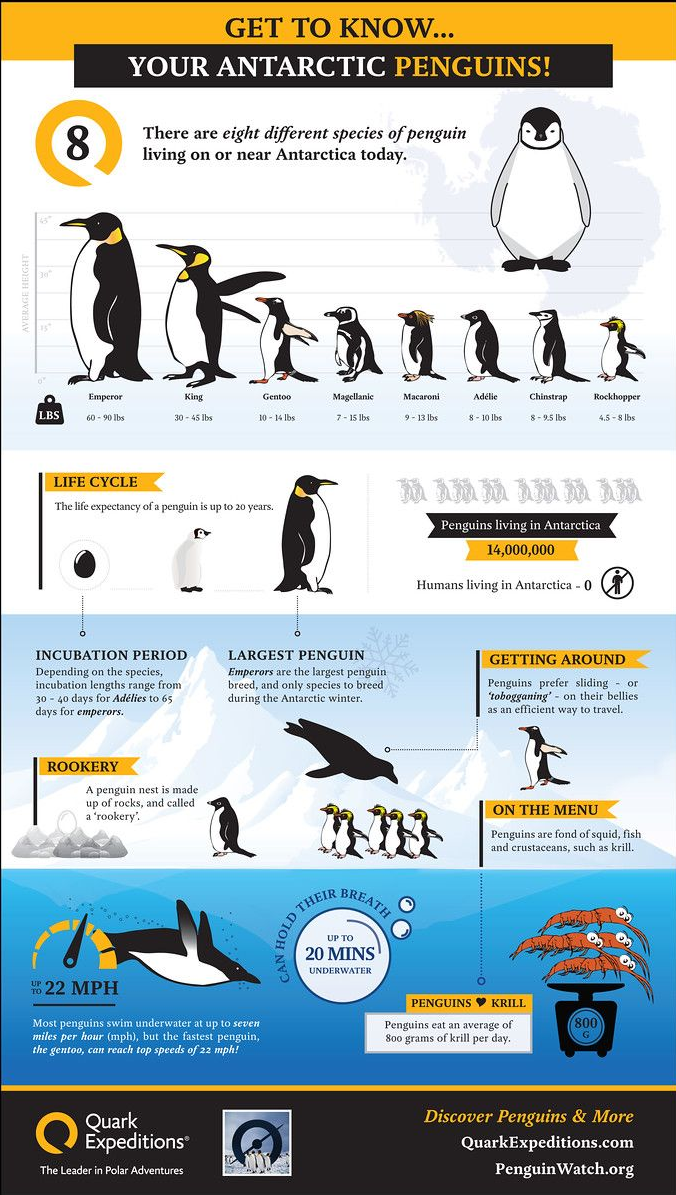 GET TO KNOW...
YOUR ANTARCTIC PENGUINS!
8
There are eight different species of penguin
living on or near Antarctica today.
AVERAGE HEIGHT
45"
30"
15"
0"
Emperor King Gentoo Magellanic Macaroni Adélie Chinstrap Rockhopper
LBS
60 - 90 lbs 30 - 45 lbs 10 - 14 lbs 7 - 15 lbs 9 - 13 lbs 8 - 10 lbs 8 - 9.5 lbs 4.5 - 8 lbs
LIFE CYCLE
The life expectancy of a penguin is up to 20 years.
Penguins living in Antarctica
14,000,000
Humans living in Antarctica - 0
INCUBATION PERIOD
Depending on the species,
incubation lengths range from
30 - 40 days for Adélies to 65
days for emperors.
LARGEST PENGUIN
Emperors are the largest penguin
breed, and only species to breed
during the Antarctic winter.
GETTING AROUND
Penguins prefer sliding - or
'tobogganing' - on their bellies
as an efficient way to travel.
ROOKERY
A penguin nest is made
up of rocks, and called
a 'rookery'.
ON THE MENU
Penguins are fond of squid, fish
and crustaceans, such as krill.
UP
TO 22 MPH
Most penguins swim underwater at up to seven
miles per hour (mph), but the fastest penguin,
the gentoo, can reach top speeds of 22 mph!
CAN HOLD THEIR BREATH
UP TO
20 MINS
UNDERWATER
PENGUINS ♥ KRILL
Penguins eat an average of
800 grams of krill per day.
800
G
Quark
Expeditions®
The Leader in Polar Adventures
Discover Penguins & More
QuarkExpeditions.com
PenguinWatch.org